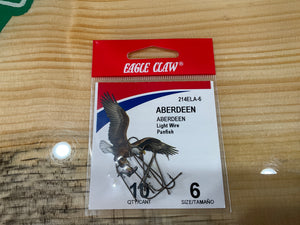 EAGLE CLAW®
214ELA-6
ABERDEEN
ABERDEEN
Light Wire
Panfish
10
QTY/CANT
6
SIZE/TAMAÑO